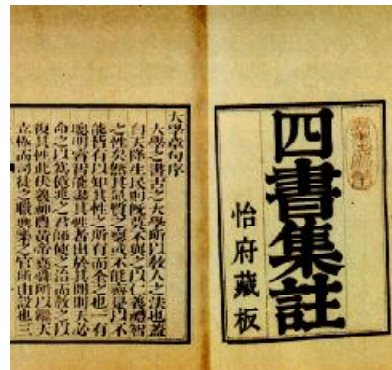 四書集註
怡府藏板
大學章句序
大學之書古之大學所以教人之法也蓋
自天降生民則既莫不與之以仁義禮智
之性矣然其氣質之稟或不能齊是以不
能皆有以知其性之所有而全之也一有
聰明睿智能盡其性者出於其間則天必
命之以爲億兆之君師使之治而教之以
復其性此伏羲神農黃帝堯舜所以繼天
立極而司徒之職典樂之官所由設也三